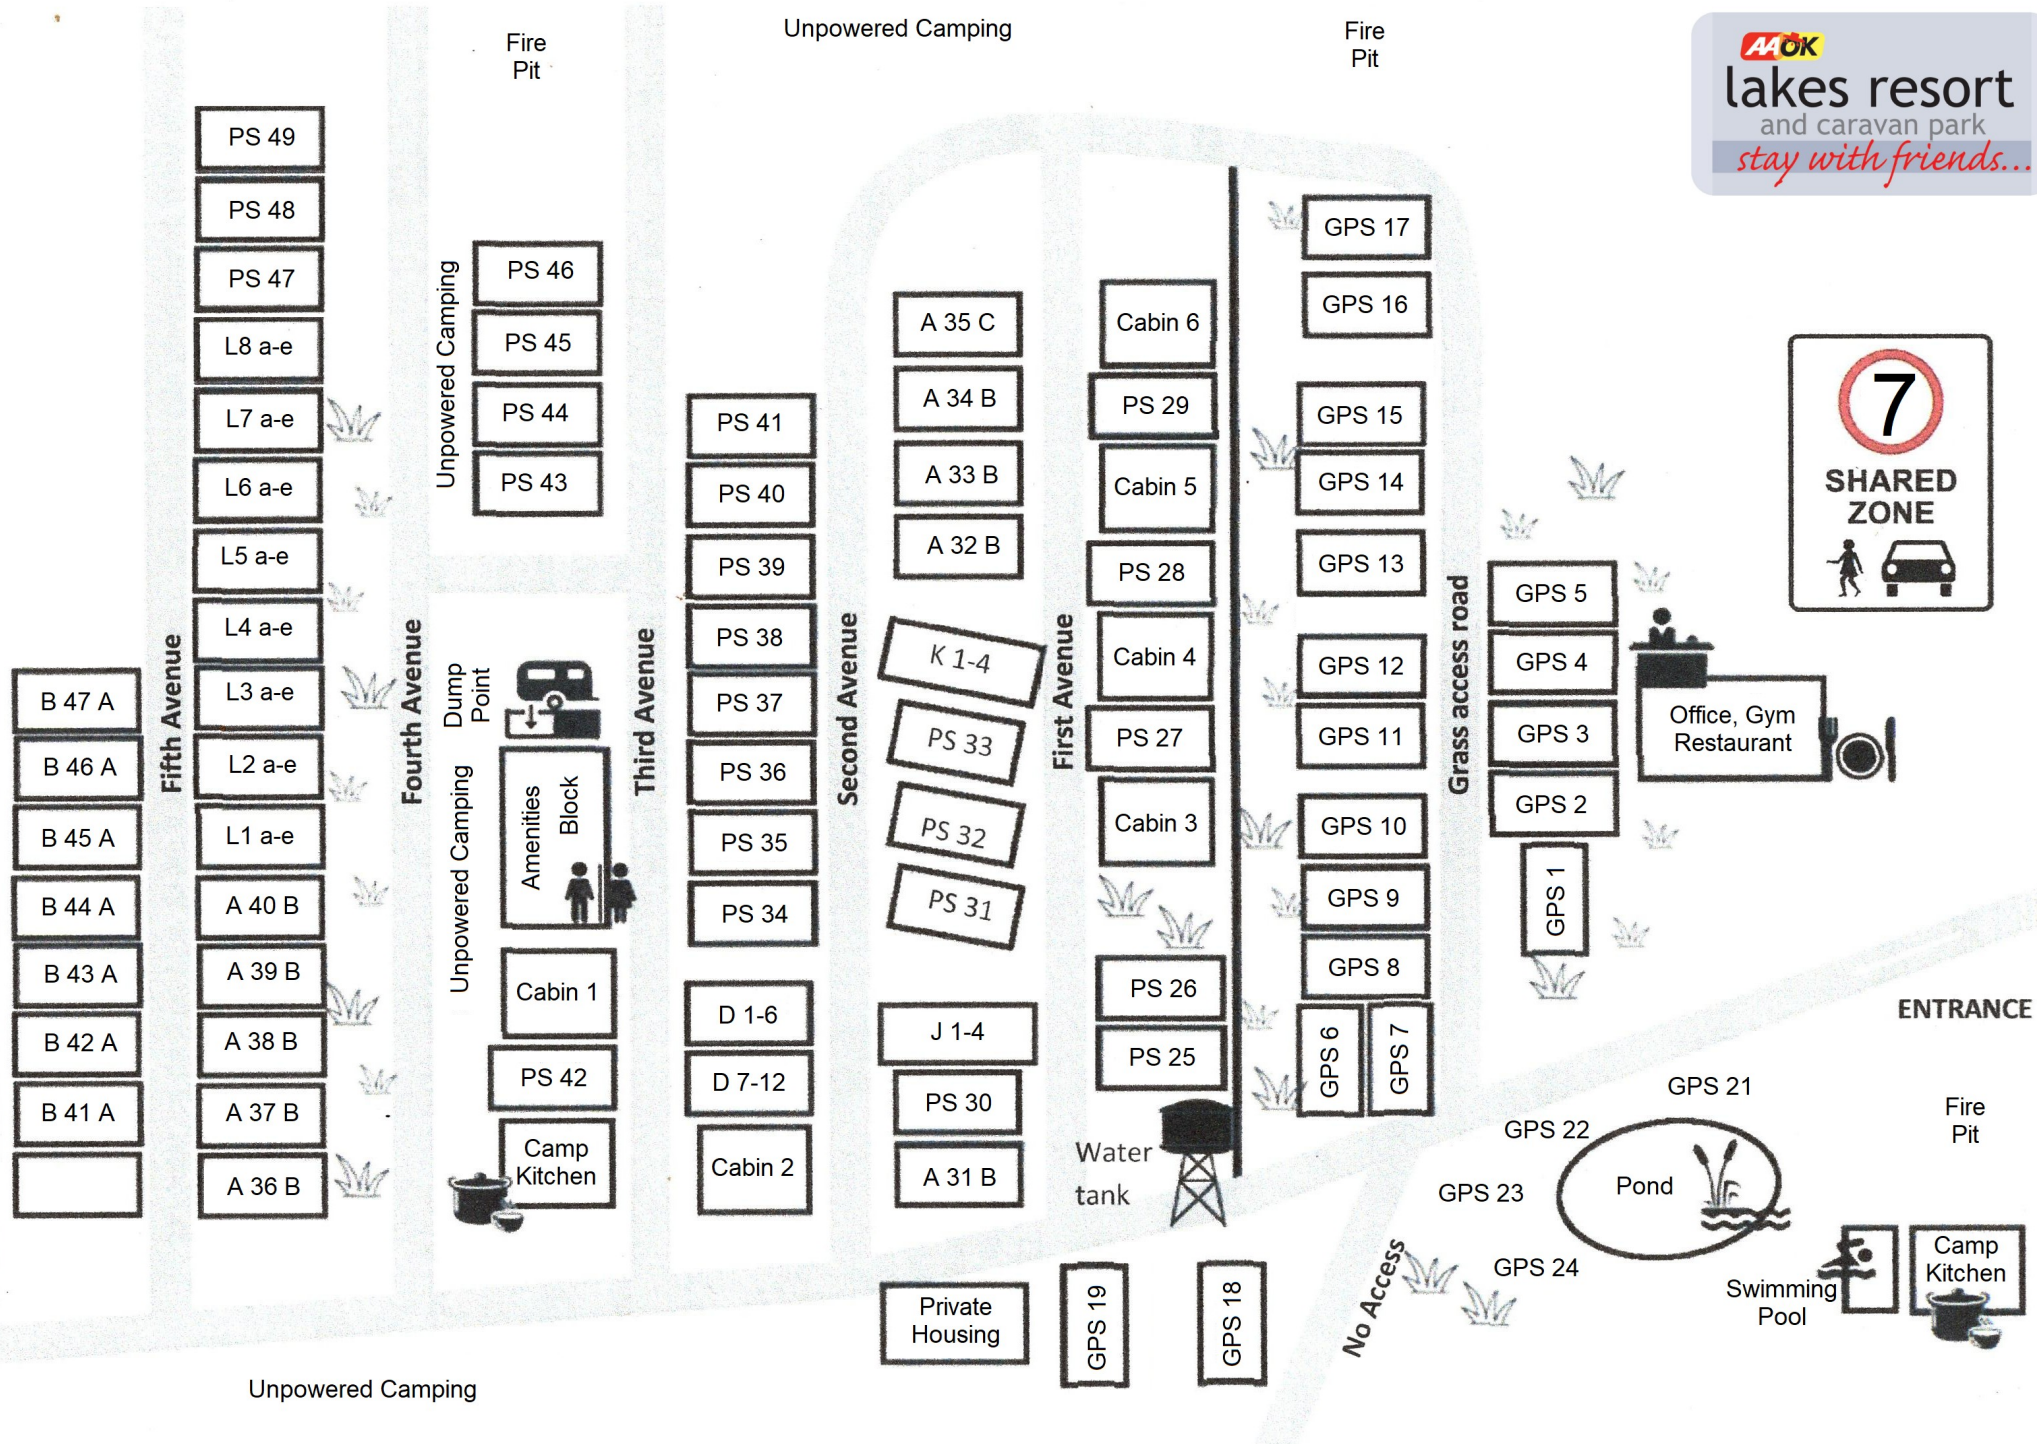 Unpowered Camping
Fire
Pit
Fire
Pit
AAOK
lakes resort
and caravan park
stay with friends...
PS 49
PS 48
PS 47
L8 a-e
L7 a-e
L6 a-e
L5 a-e
L4 a-e
L3 a-e
L2 a-e
L1 a-e
A 40 B
A 39 B
A 38 B
A 37 B
A 36 B
B 47 A
B 46 A
B 45 A
B 44 A
B 43 A
B 42 A
B 41 A
Fifth Avenue
Fourth Avenue
Unpowered Camping
PS 46
PS 45
PS 44
PS 43
Dump
Point
Unpowered Camping
Amenities
Block
Cabin 1
PS 42
Camp
Kitchen
Third Avenue
PS 41
PS 40
PS 39
PS 38
PS 37
PS 36
PS 35
PS 34
D 1-6
D 7-12
Cabin 2
Second Avenue
A 35 C
A 34 B
A 33 B
A 32 B
K 1-4
PS 33
PS 32
PS 31
J 1-4
PS 30
A 31 B
First Avenue
Cabin 6
PS 29
Cabin 5
PS 28
Cabin 4
PS 27
Cabin 3
PS 26
PS 25
Water
tank
GPS 17
GPS 16
GPS 15
GPS 14
GPS 13
GPS 12
GPS 11
GPS 10
GPS 9
GPS 8
GPS 6
GPS 7
Grass access road
GPS 5
GPS 4
GPS 3
GPS 2
GPS 1
7
SHARED
ZONE
Office, Gym
Restaurant
ENTRANCE
GPS 21
GPS 22
GPS 23
GPS 24
Pond
Fire
Pit
Swimming
Pool
Camp
Kitchen
No Access
Private
Housing
GPS 19
GPS 18
Unpowered Camping